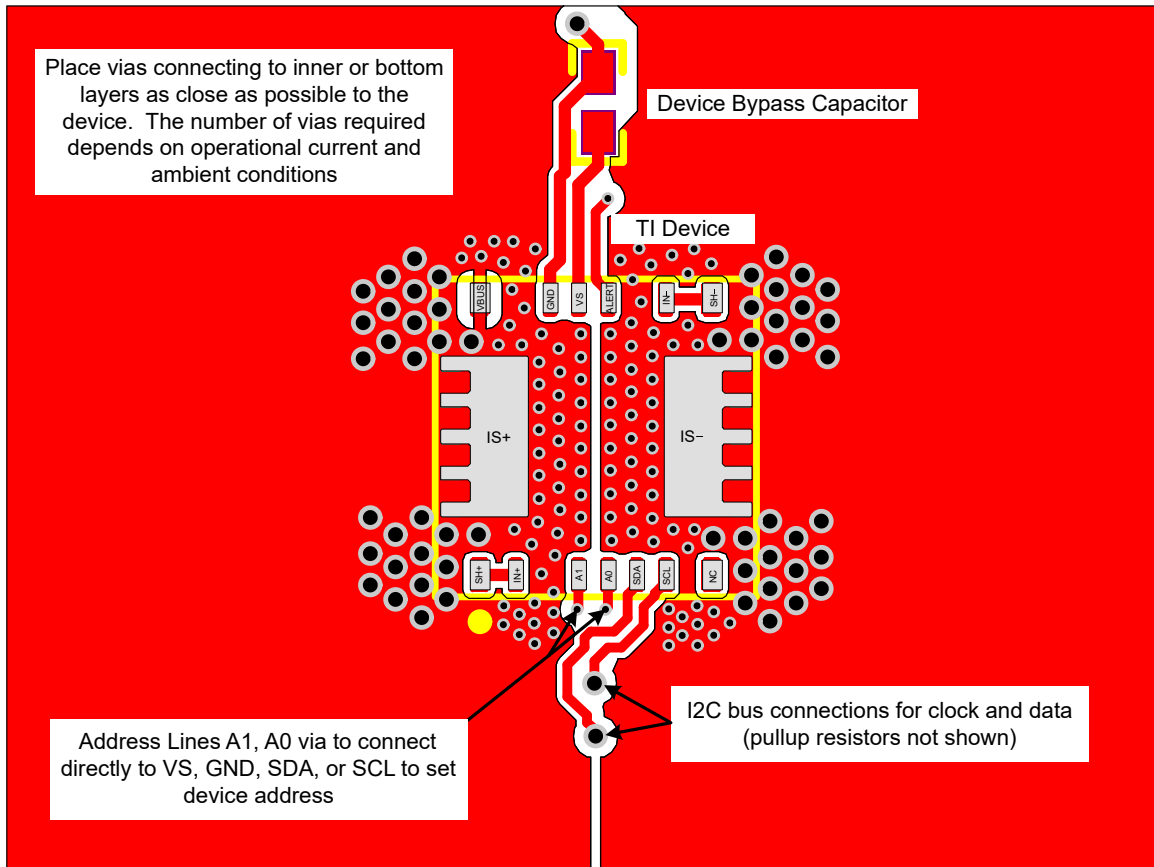 Place vias connecting to inner or bottom
layers as close as possible to the
device. The number of vias required
depends on operational current and
ambient conditions
Device Bypass Capacitor
TI Device
VBUS
GND
VS
ALERT
IN−
SH−
IS+
IS−
SH+
IN+
A1
A0
SDA
SCL
NC
I2C bus connections for clock and data
(pullup resistors not shown)
Address Lines A1, A0 via to connect
directly to VS, GND, SDA, or SCL to set
device address